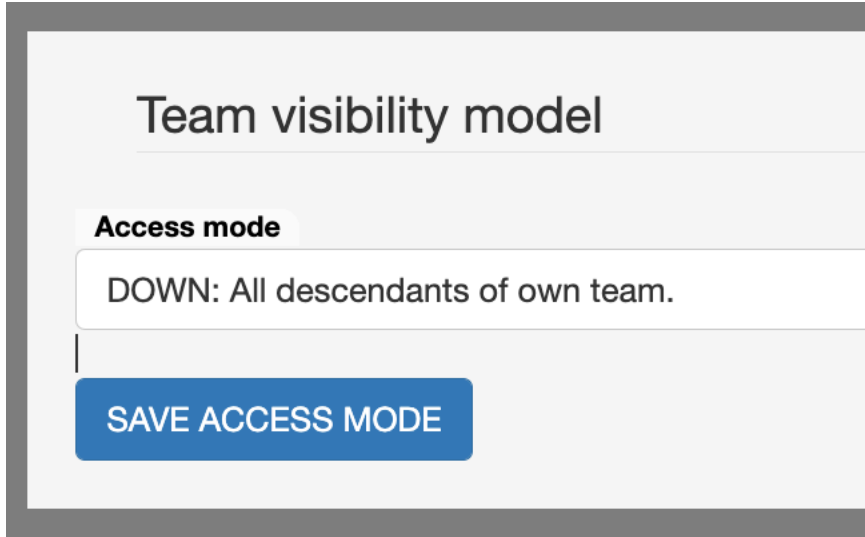 Team visibility model
Access mode
DOWN: All descendants of own team.
SAVE ACCESS MODE